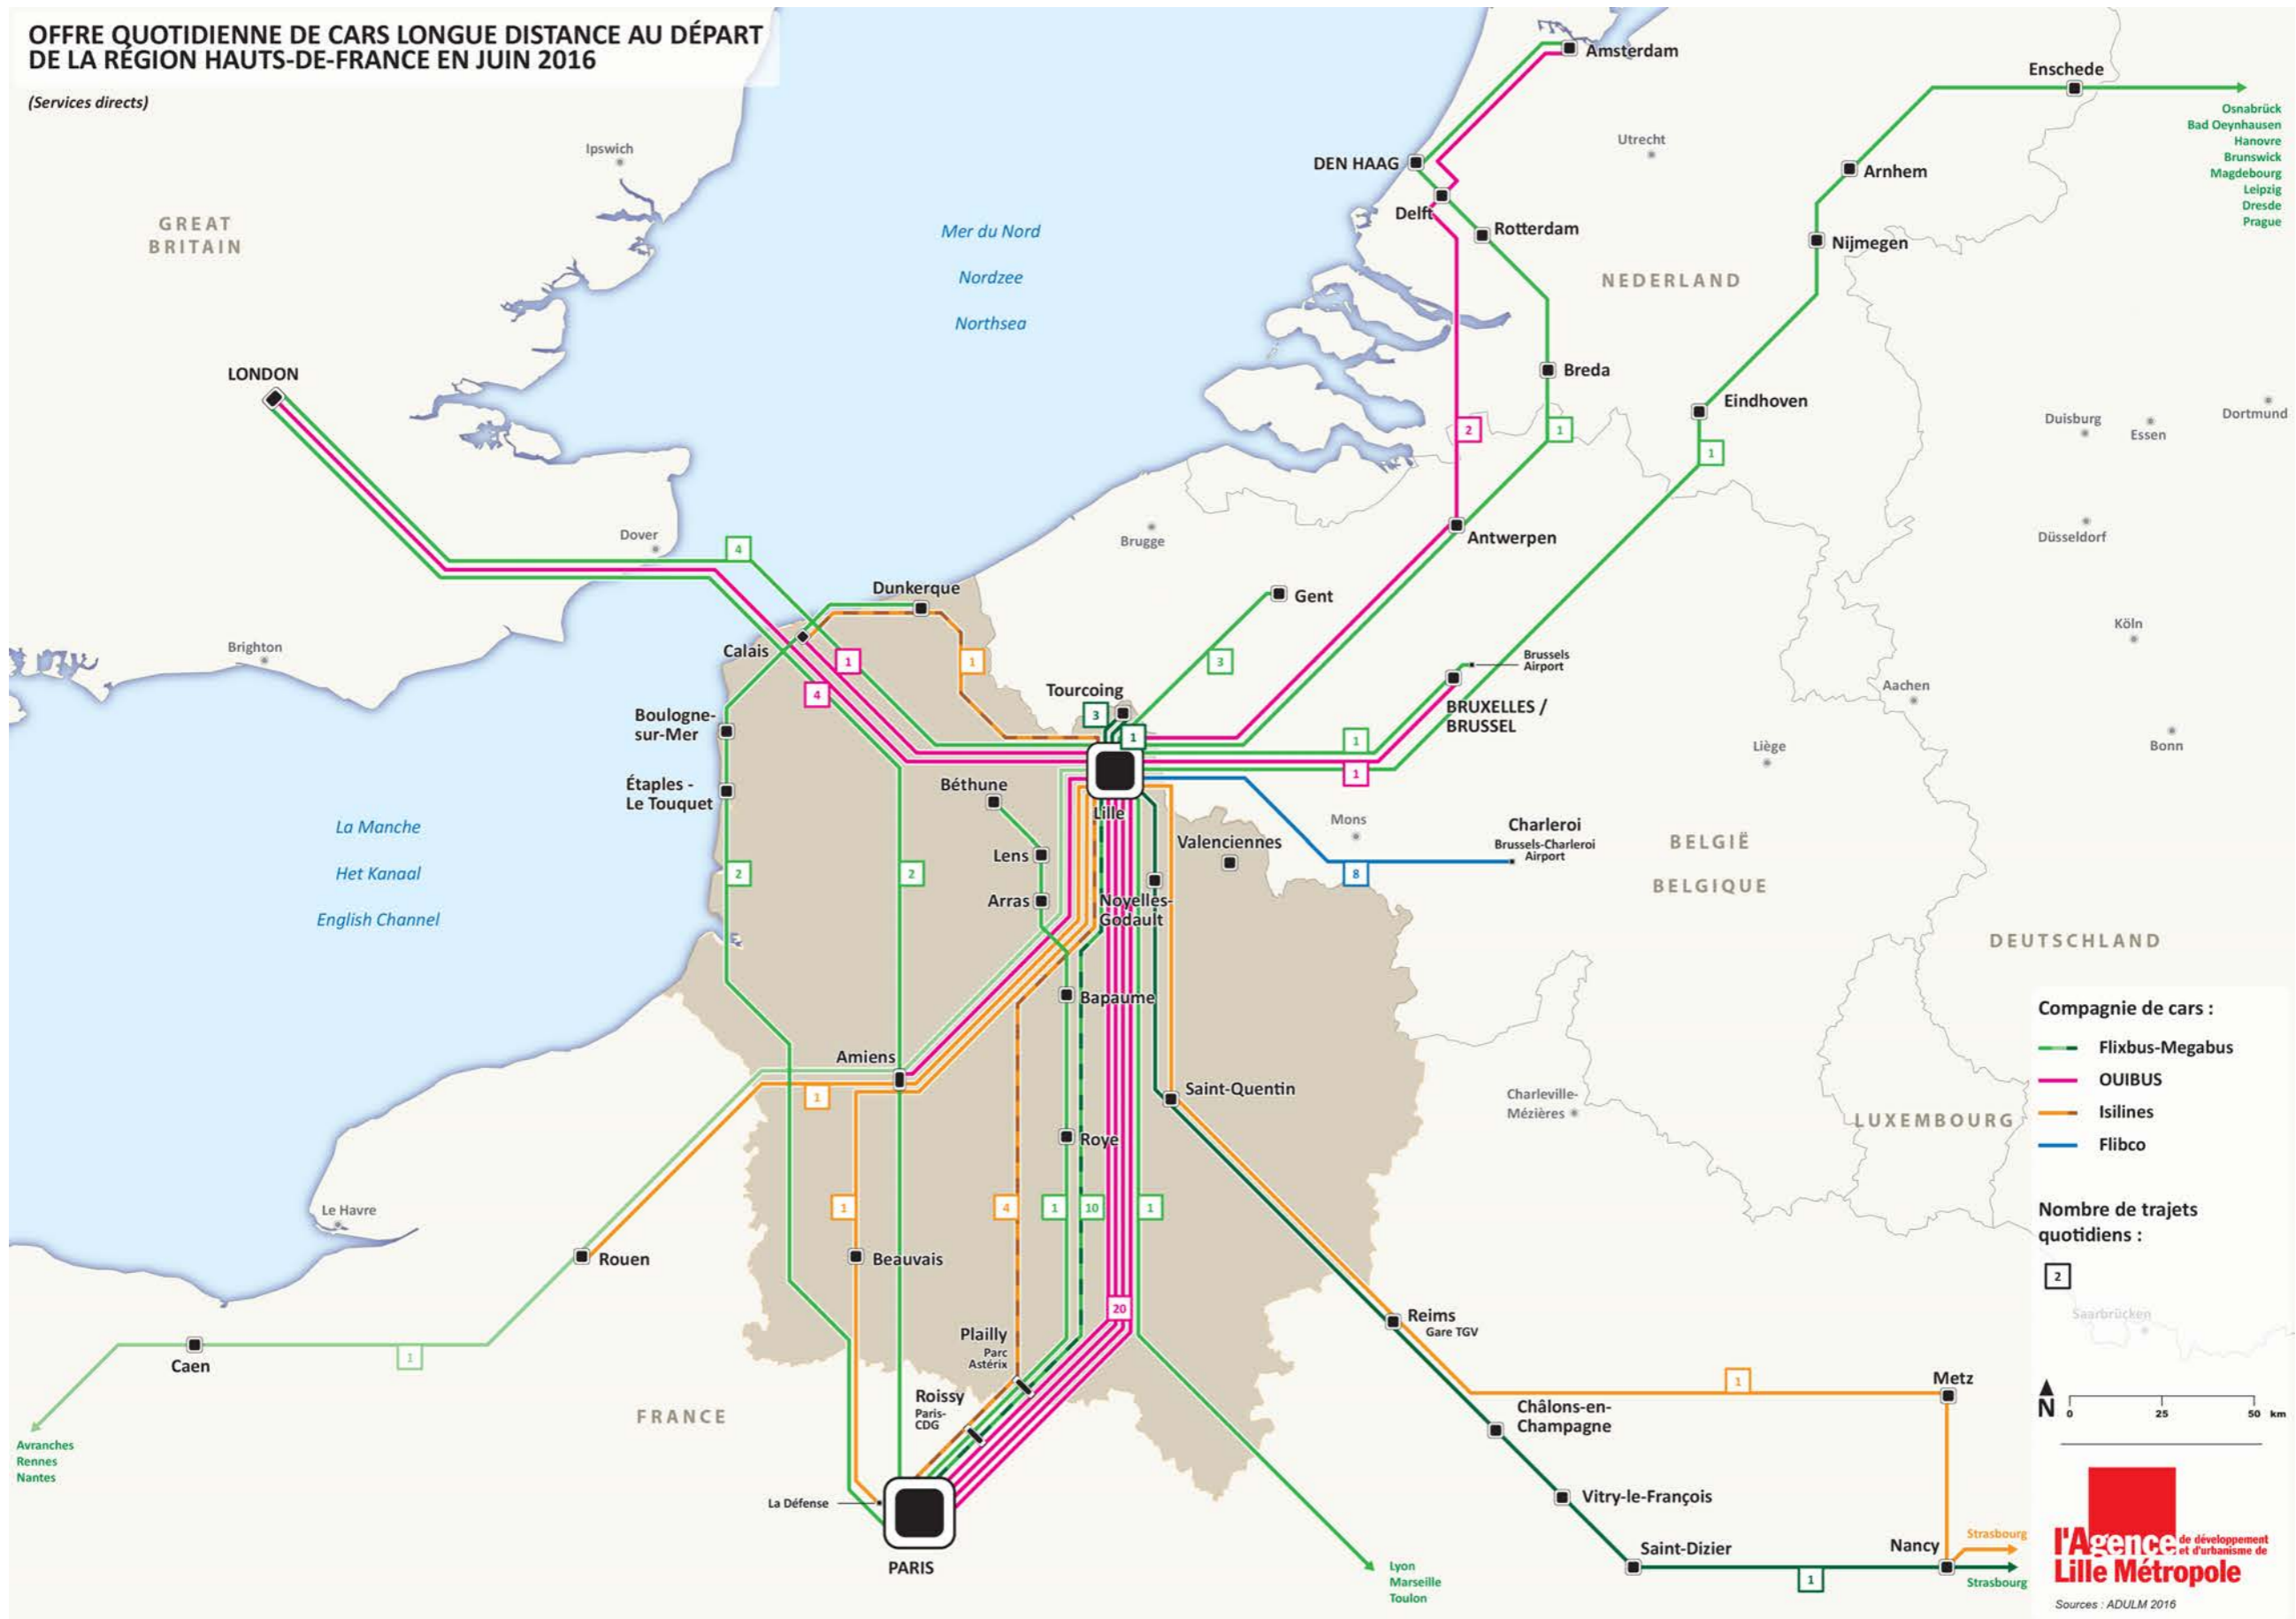 OFFRE QUOTIDIENNE DE CARS LONGUE DISTANCE AU DÉPART
DE LA RÉGION HAUTS-DE-FRANCE EN JUIN 2016
(Services directs)
Amsterdam
Enschede
Osnabrück
Bad Oeynhausen
Hanovre
Brunswick
Magdebourg
Leipzig
Dresde
Prague
Ipswich
Utrecht
DEN HAAG
Arnhem
GREAT
BRITAIN
Delft
Rotterdam
Nijmegen
Mer du Nord
Nordzee
Northsea
NEDERLAND
LONDON
Breda
Eindhoven
Duisburg
Essen
Dortmund
2
1
1
Dover
4
Brugge
Antwerpen
Düsseldorf
Dunkerque
Gent
Köln
Brighton
Calais
1
1
3
Brussels
Airport
4
Tourcoing
3
1
BRUXELLES /
BRUSSEL
Aachen
Boulogne-
sur-Mer
1
1
Liège
Bonn
Étaples -
Le Touquet
Béthune
Lille
La Manche
Het Kanaal
English Channel
Lens
Valenciennes
Mons
Charleroi
Brussels-Charleroi
Airport
BELGIË
BELGIQUE
2
2
8
Arras
Noyelles-
Godault
DEUTSCHLAND
Bapaume
Compagnie de cars :
Flixbus-Megabus
OUIBUS
Isilines
Flibco
Amiens
1
Saint-Quentin
Charleville-
Mézières
LUXEMBOURG
Roye
Nombre de trajets
quotidiens :
2
Le Havre
1
4
1
10
1
Rouen
Beauvais
20
Saarbrücken
Reims
Gare TGV
Plailly
Parc
Astérix
Caen
1
Roissy
Paris-
CDG
FRANCE
1
Metz
Châlons-en-
Champagne
N
0
25
50 km
Avranches
Rennes
Nantes
La Défense
Vitry-le-François
PARIS
Saint-Dizier
Nancy
Strasbourg
Strasbourg
1
Lyon
Marseille
Toulon
l'Agence de développement
et d'urbanisme de
Lille Métropole
Sources : ADULM 2016